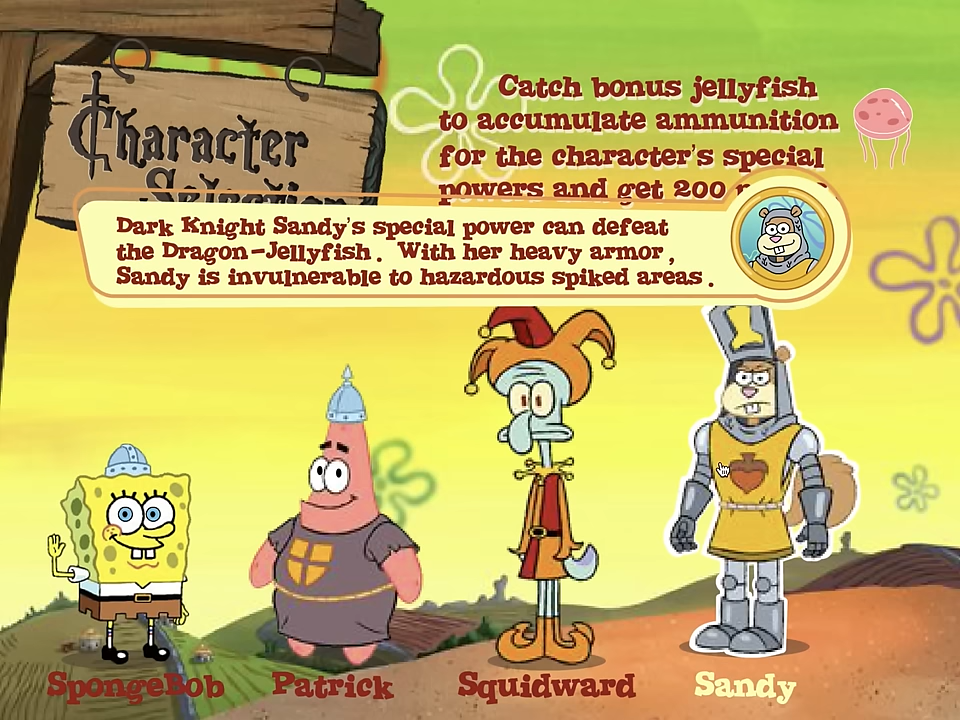 Character
Selection
Catch bonus jellyfish
to accumulate ammunition
for the character's special
powers and get 200
Dark Knight Sandy's special power can defeat
the Dragon-Jellyfish. With her heavy armor,
Sandy is invulnerable to hazardous spiked areas.
SpongeBob
Patrick
Squidward
Sandy